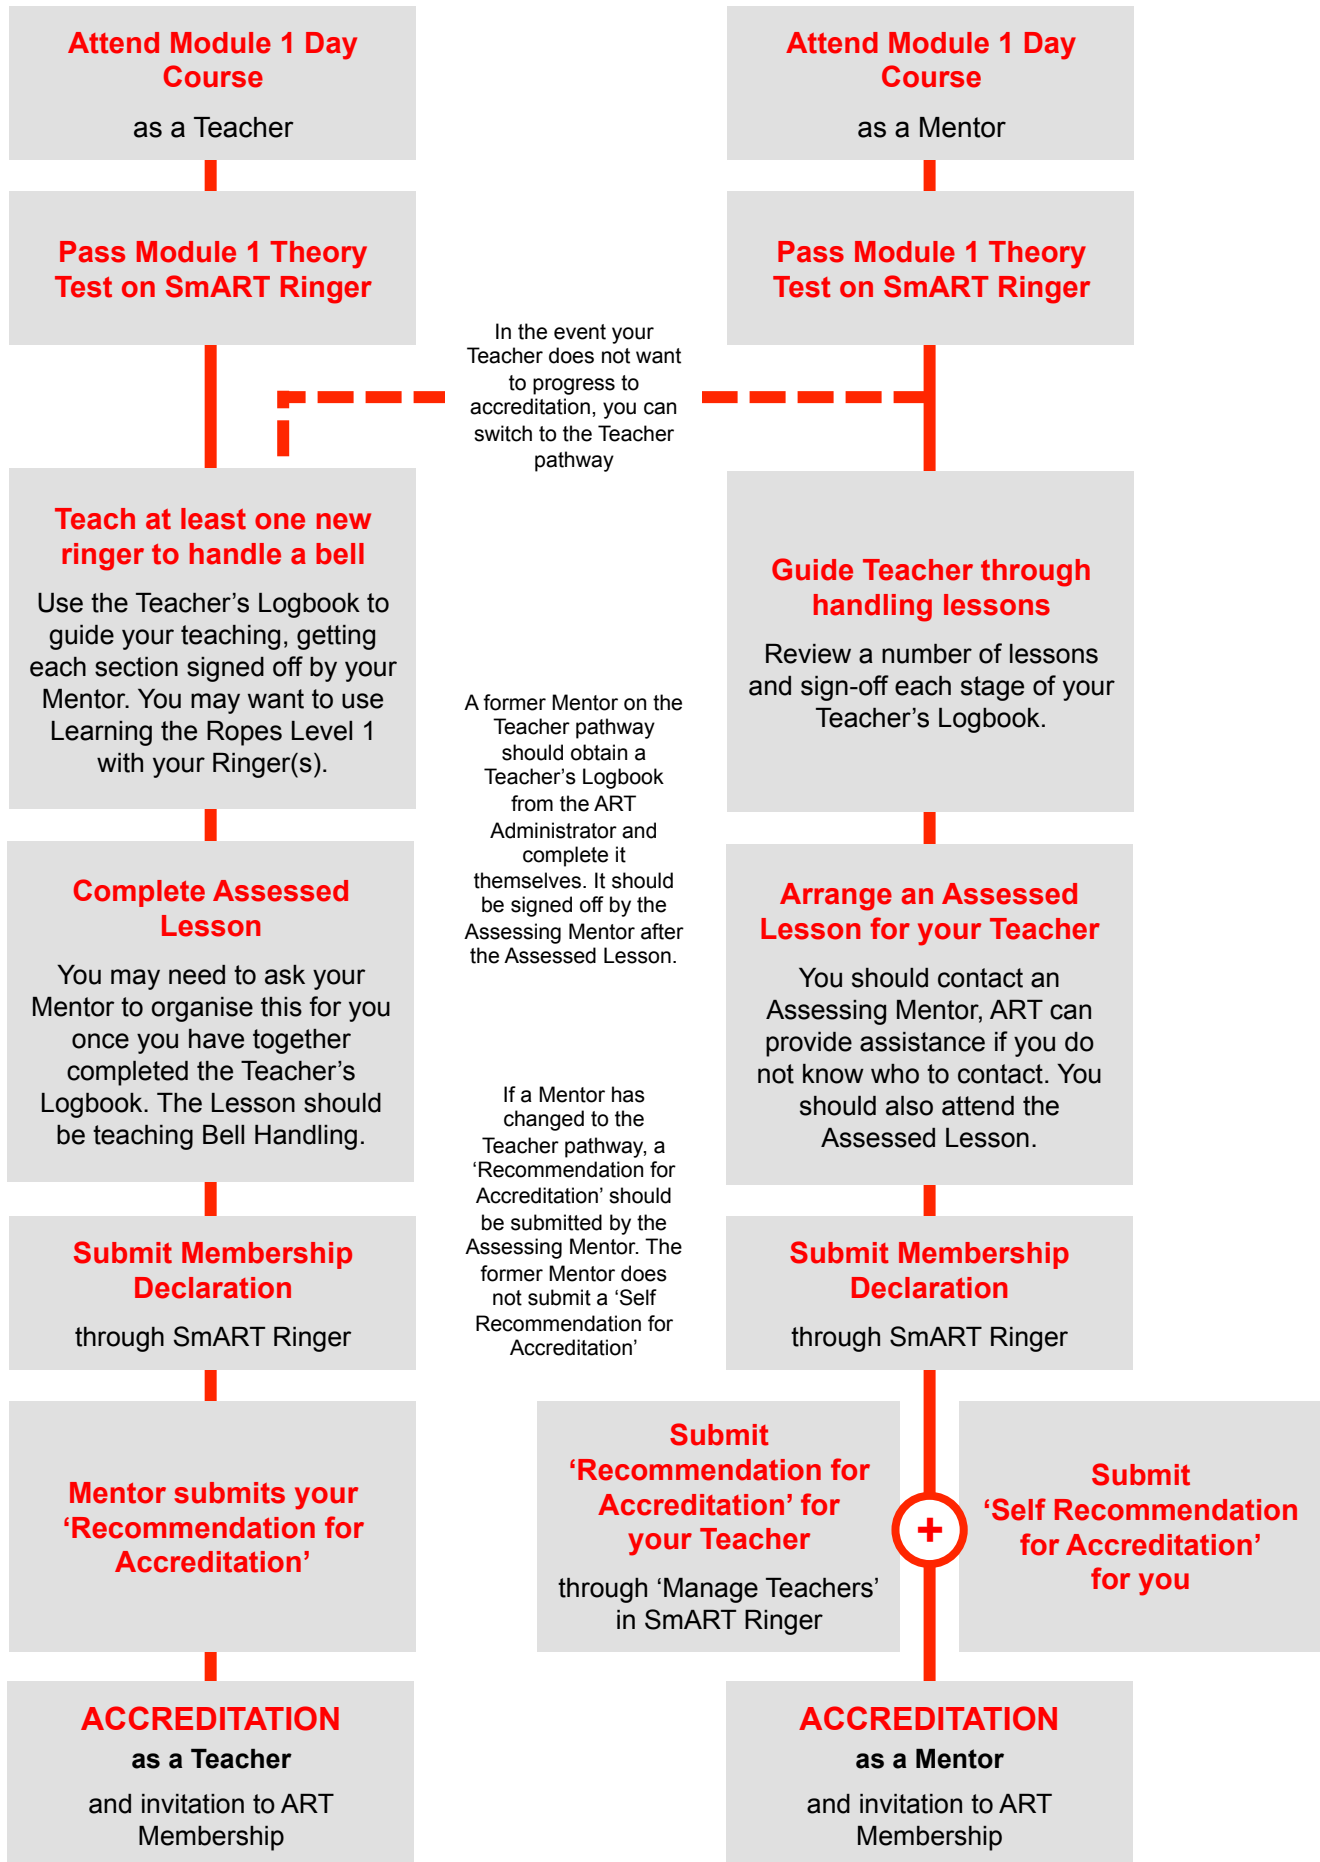 Attend Module 1 Day
Course
as a Teacher
Attend Module 1 Day
Course
as a Mentor
Pass Module 1 Theory
Test on SmART Ringer
Pass Module 1 Theory
Test on SmART Ringer
In the event your
Teacher does not want
to progress to
accreditation, you can
switch to the Teacher
pathway
Teach at least one new
ringer to handle a bell
Use the Teacher’s Logbook to
guide your teaching, getting
each section signed off by your
Mentor. You may want to use
Learning the Ropes Level 1
with your Ringer(s).
Guide Teacher through
handling lessons
Review a number of lessons
and sign-off each stage of your
Teacher’s Logbook.
A former Mentor on the
Teacher pathway
should obtain a
Teacher’s Logbook
from the ART
Administrator and
complete it
themselves. It should
be signed off by the
Assessing Mentor after
the Assessed Lesson.
Complete Assessed
Lesson
You may need to ask your
Mentor to organise this for you
once you have together
completed the Teacher’s
Logbook. The Lesson should
be teaching Bell Handling.
Arrange an Assessed
Lesson for your Teacher
You should contact an
Assessing Mentor, ART can
provide assistance if you do
not know who to contact. You
should also attend the
Assessed Lesson.
If a Mentor has
changed to the
Teacher pathway, a
‘Recommendation for
Accreditation’ should
be submitted by the
Assessing Mentor. The
former Mentor does
not submit a ‘Self
Recommendation for
Accreditation’
Submit Membership
Declaration
through SmART Ringer
Submit Membership
Declaration
through SmART Ringer
Mentor submits your
‘Recommendation for
Accreditation’
Submit
‘Recommendation for
Accreditation’ for
your Teacher
through ‘Manage Teachers’
in SmART Ringer
+
Submit
‘Self Recommendation
for Accreditation’
for you
ACCREDITATION
as a Teacher
and invitation to ART
Membership
ACCREDITATION
as a Mentor
and invitation to ART
Membership